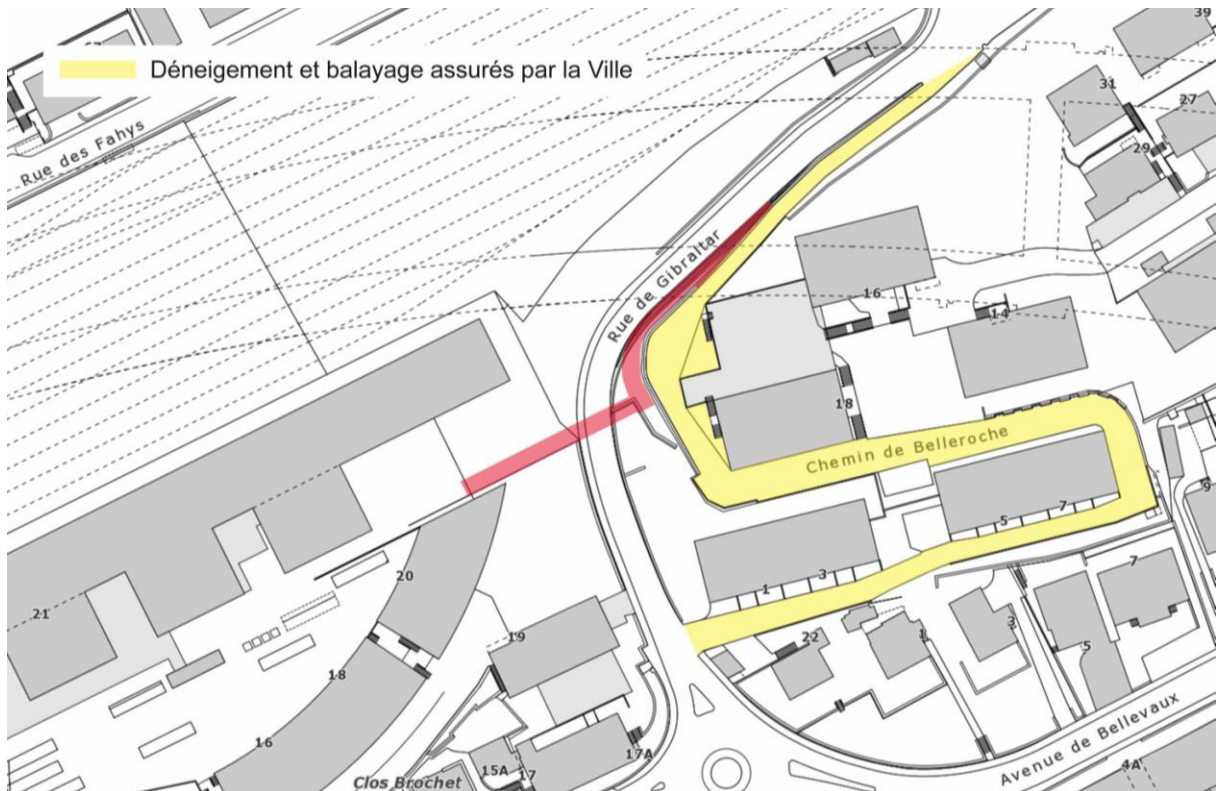 Déneigement et balayage assurés par la Ville
39
31
27
29
Rue des Fahys
Rue de Gibraltar
16
14
18
Chemin de Belleroche
9
5
7
1
3
20
21
19
22
1
3
5
7
18
16
17A
15A
17
Clos Brochet
Avenue de Bellevaux
4A